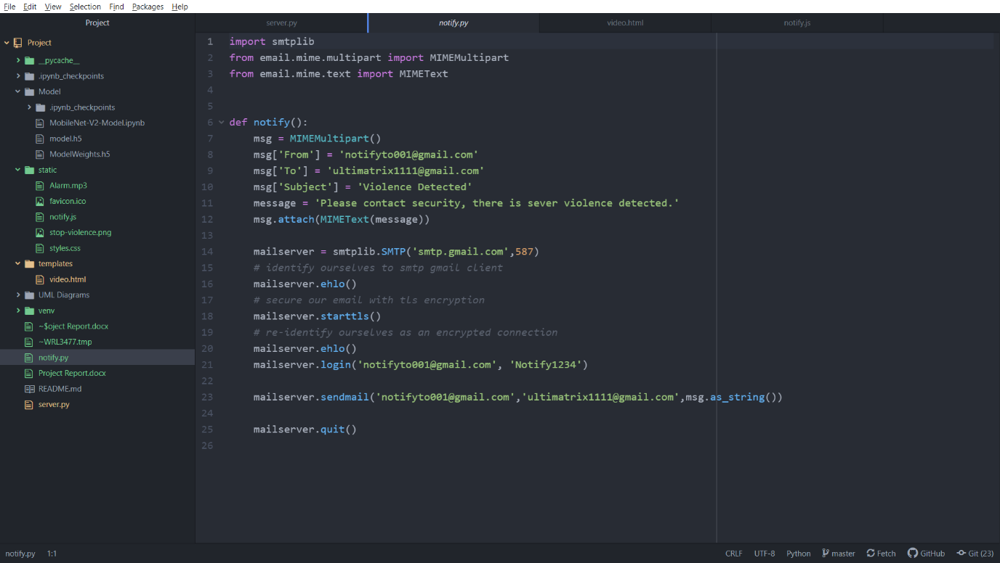 File Edit View Selection Find Packages Help
Project
server.py notify.py video.html notify.js
Project
__pycache__
.ipynb_checkpoints
Model
.ipynb_checkpoints
MobileNet-V2-Model.ipynb
model.h5
ModelWeights.h5
static
Alarm.mp3
favicon.ico
notify.js
stop-violence.png
styles.css
templates
video.html
UML Diagrams
venv
~$oject Report.docx
~WRL3477.tmp
notify.py
Project Report.docx
README.md
server.py
1 import smtplib
2 from email.mime.multipart import MIMEMultipart
3 from email.mime.text import MIMEText
4
5
6 def notify():
7     msg = MIMEMultipart()
8     msg['From'] = 'notifyto001@gmail.com'
9     msg['To'] = 'ultimatrix1111@gmail.com'
10     msg['Subject'] = 'Violence Detected'
11     message = 'Please contact security, there is sever violence detected.'
12     msg.attach(MIMEText(message))
13
14     mailserver = smtplib.SMTP('smtp.gmail.com',587)
15     # identify ourselves to smtp gmail client
16     mailserver.ehlo()
17     # secure our email with tls encryption
18     mailserver.starttls()
19     # re-identify ourselves as an encrypted connection
20     mailserver.ehlo()
21     mailserver.login('notifyto001@gmail.com', 'Notify1234')
22
23     mailserver.sendmail('notifyto001@gmail.com','ultimatrix1111@gmail.com',msg.as_string())
24
25     mailserver.quit()
26
notify.py 1:1 CRLF UTF-8 Python master Fetch GitHub Git (23)